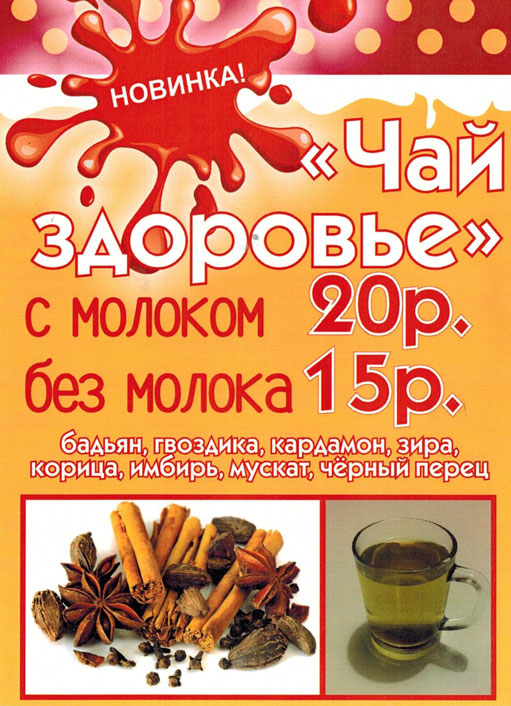 НОВИНКА!
«Чай
здоровье»
с молоком 20р.
без молока 15р.
бадьян, гвоздика, кардамон, зира,
корица, имбирь, мускат, чёрный перец